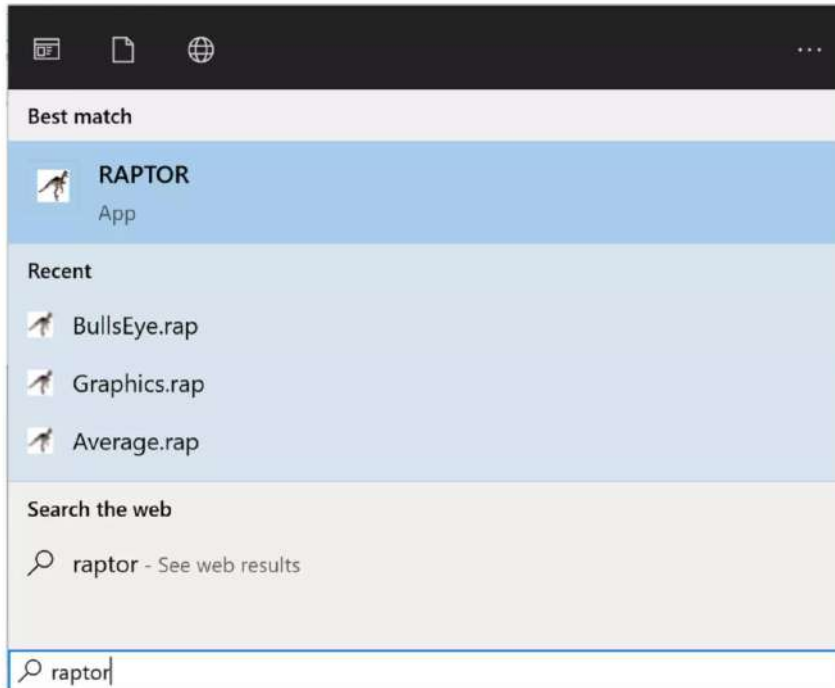 ...
Best match
RAPTOR
App
Recent
BullsEye.rap
Graphics.rap
Average.rap
Search the web
raptor - See web results
raptor